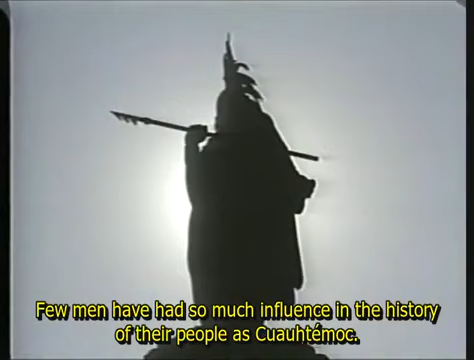 Few men have had so much influence in the history
of their people as Cuauhtémoc.